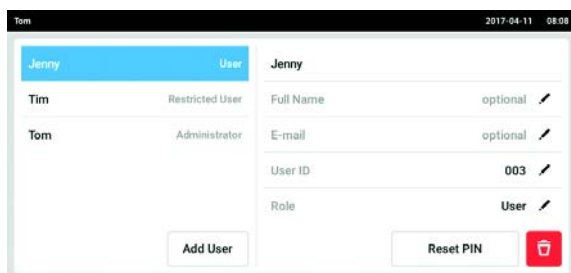 Tom 2017-04-11 08:08
Jenny User
Tim Restricted User
Tom Administrator
Add User
Jenny
Full Name optional
E-mail optional
User ID 003
Role User
Reset PIN